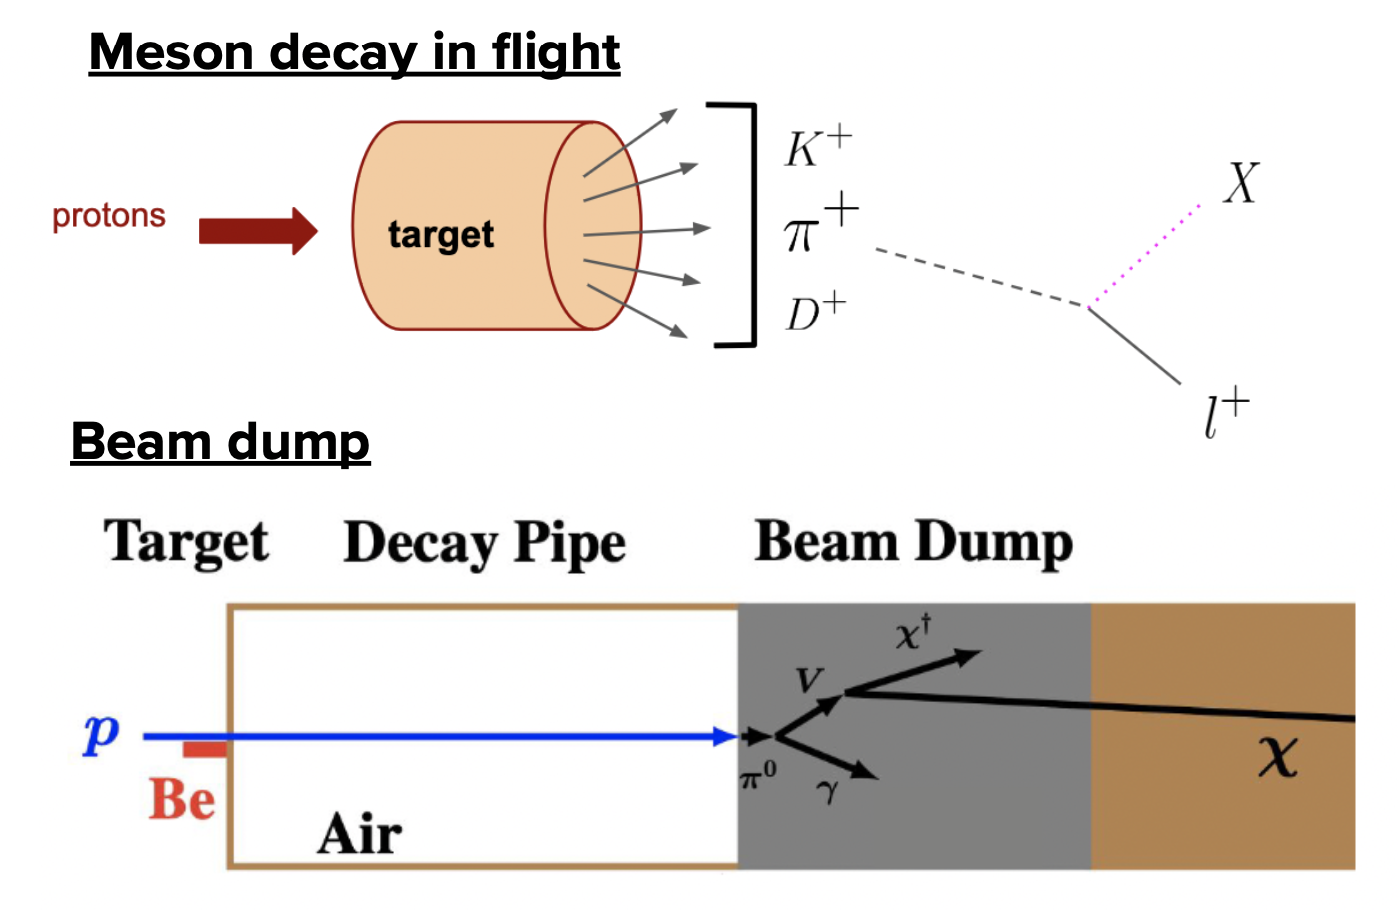 Meson decay in flight
protons
target
K⁺
π⁺
D⁺
X
l⁺
Beam dump
Target Decay Pipe Beam Dump
p
Be
Air
π⁰
V
γ
χ†
χ